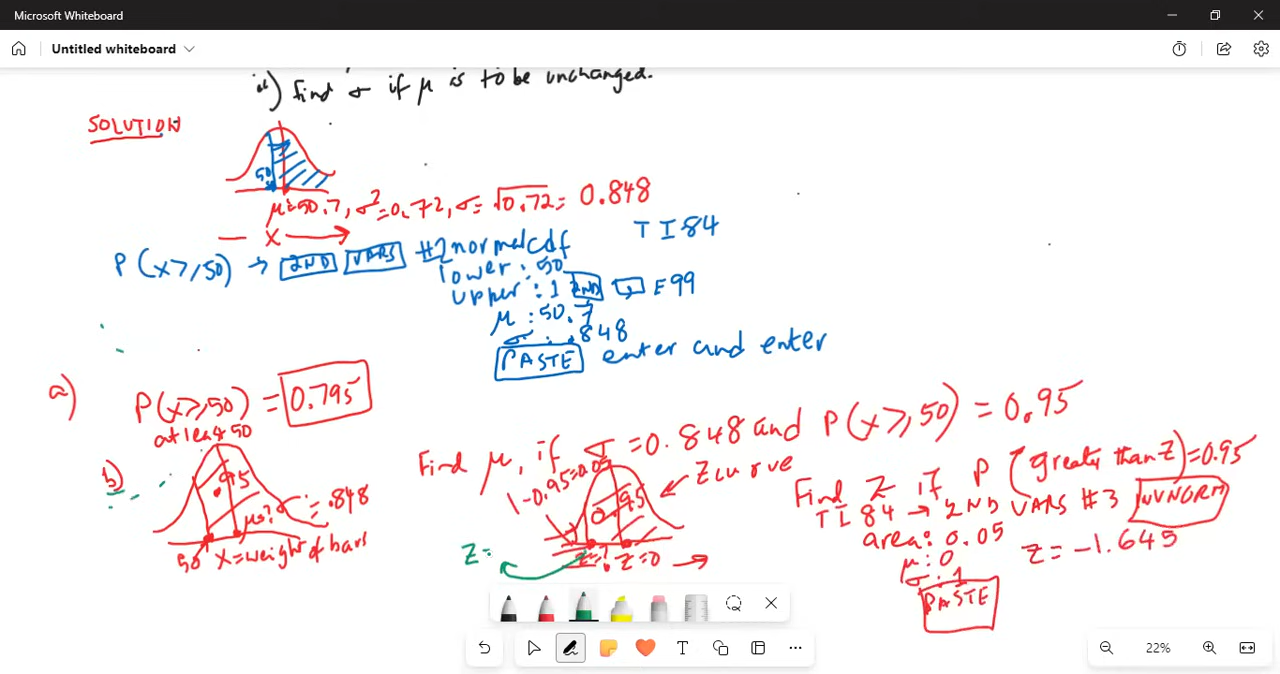 Microsoft Whiteboard
Untitled whiteboard
ii) find σ if μ is to be unchanged.
SOLUTION
50
μ=50.7, σ²=0.72, σ=√0.72= 0.848
X
TI84
P(x≥50) → 2ND VARS #2normalcdf
lower: 50
upper: 1 2ND , E99
μ: 50.7
σ: .848
PASTE enter and enter
a) P(x≥50) = 0.795
at least 50
b)
.95
μ=?
σ=.848
50 X=weight of bars
Find μ, if σ=0.848 and P(x≥50) = 0.95
1-0.95=0.05
Z curve
0.95
Z=? Z=0
Z=
Find Z if P (greater than Z)=0.95
TI 84 → 2ND VARS #3 INVNORM
area: 0.05
Z= -1.645
μ: 0
σ: 1
PASTE
22%